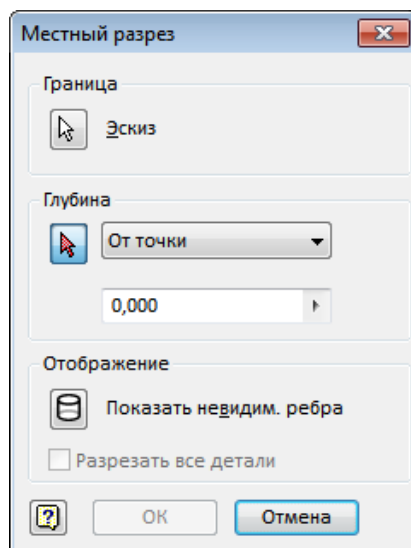 Местный разрез
Граница
Эскиз
Глубина
От точки
0,000
Отображение
Показать невидим. ребра
Разрезать все детали
?
ОК
Отмена